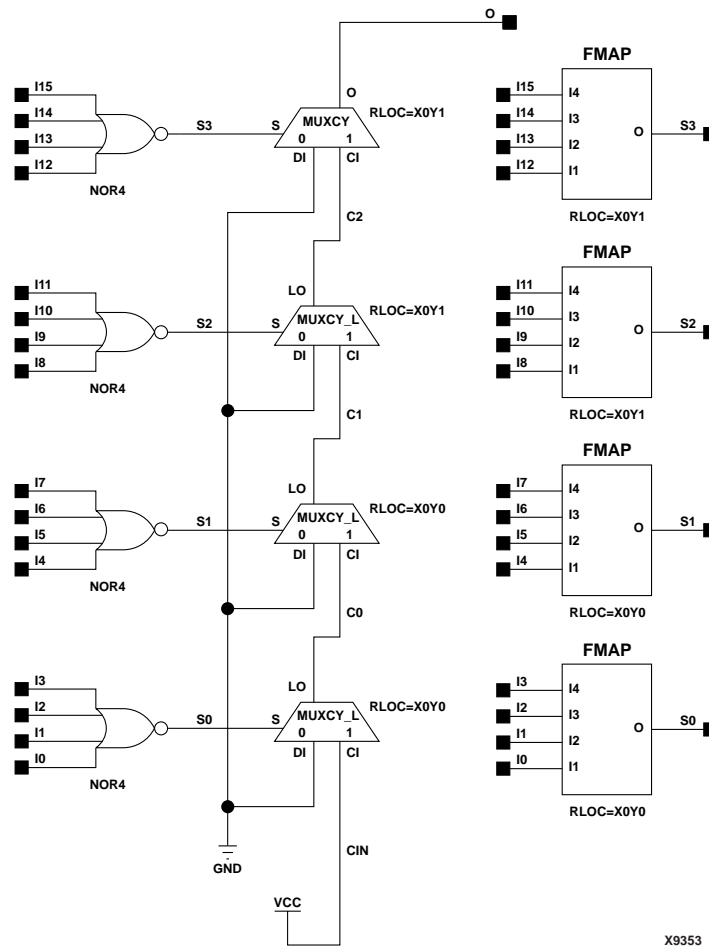 O
FMAP
I15
I14
I13
I12
NOR4
S3
S
O
MUXCY
0 1
DI CI
RLOC=X0Y1
I15
I14
I13
I12
I4
I3
I2
I1
O
S3
RLOC=X0Y1
C2
FMAP
I11
I10
I9
I8
NOR4
S2
S
LO
MUXCY_L
0 1
DI CI
RLOC=X0Y1
I11
I10
I9
I8
I4
I3
I2
I1
O
S2
RLOC=X0Y1
C1
FMAP
I7
I6
I5
I4
NOR4
S1
S
LO
MUXCY_L
0 1
DI CI
RLOC=X0Y0
I7
I6
I5
I4
I4
I3
I2
I1
O
S1
RLOC=X0Y0
C0
FMAP
I3
I2
I1
I0
NOR4
S0
S
LO
MUXCY_L
0 1
DI CI
RLOC=X0Y0
I3
I2
I1
I0
I4
I3
I2
I1
O
S0
RLOC=X0Y0
CIN
GND
VCC
X9353